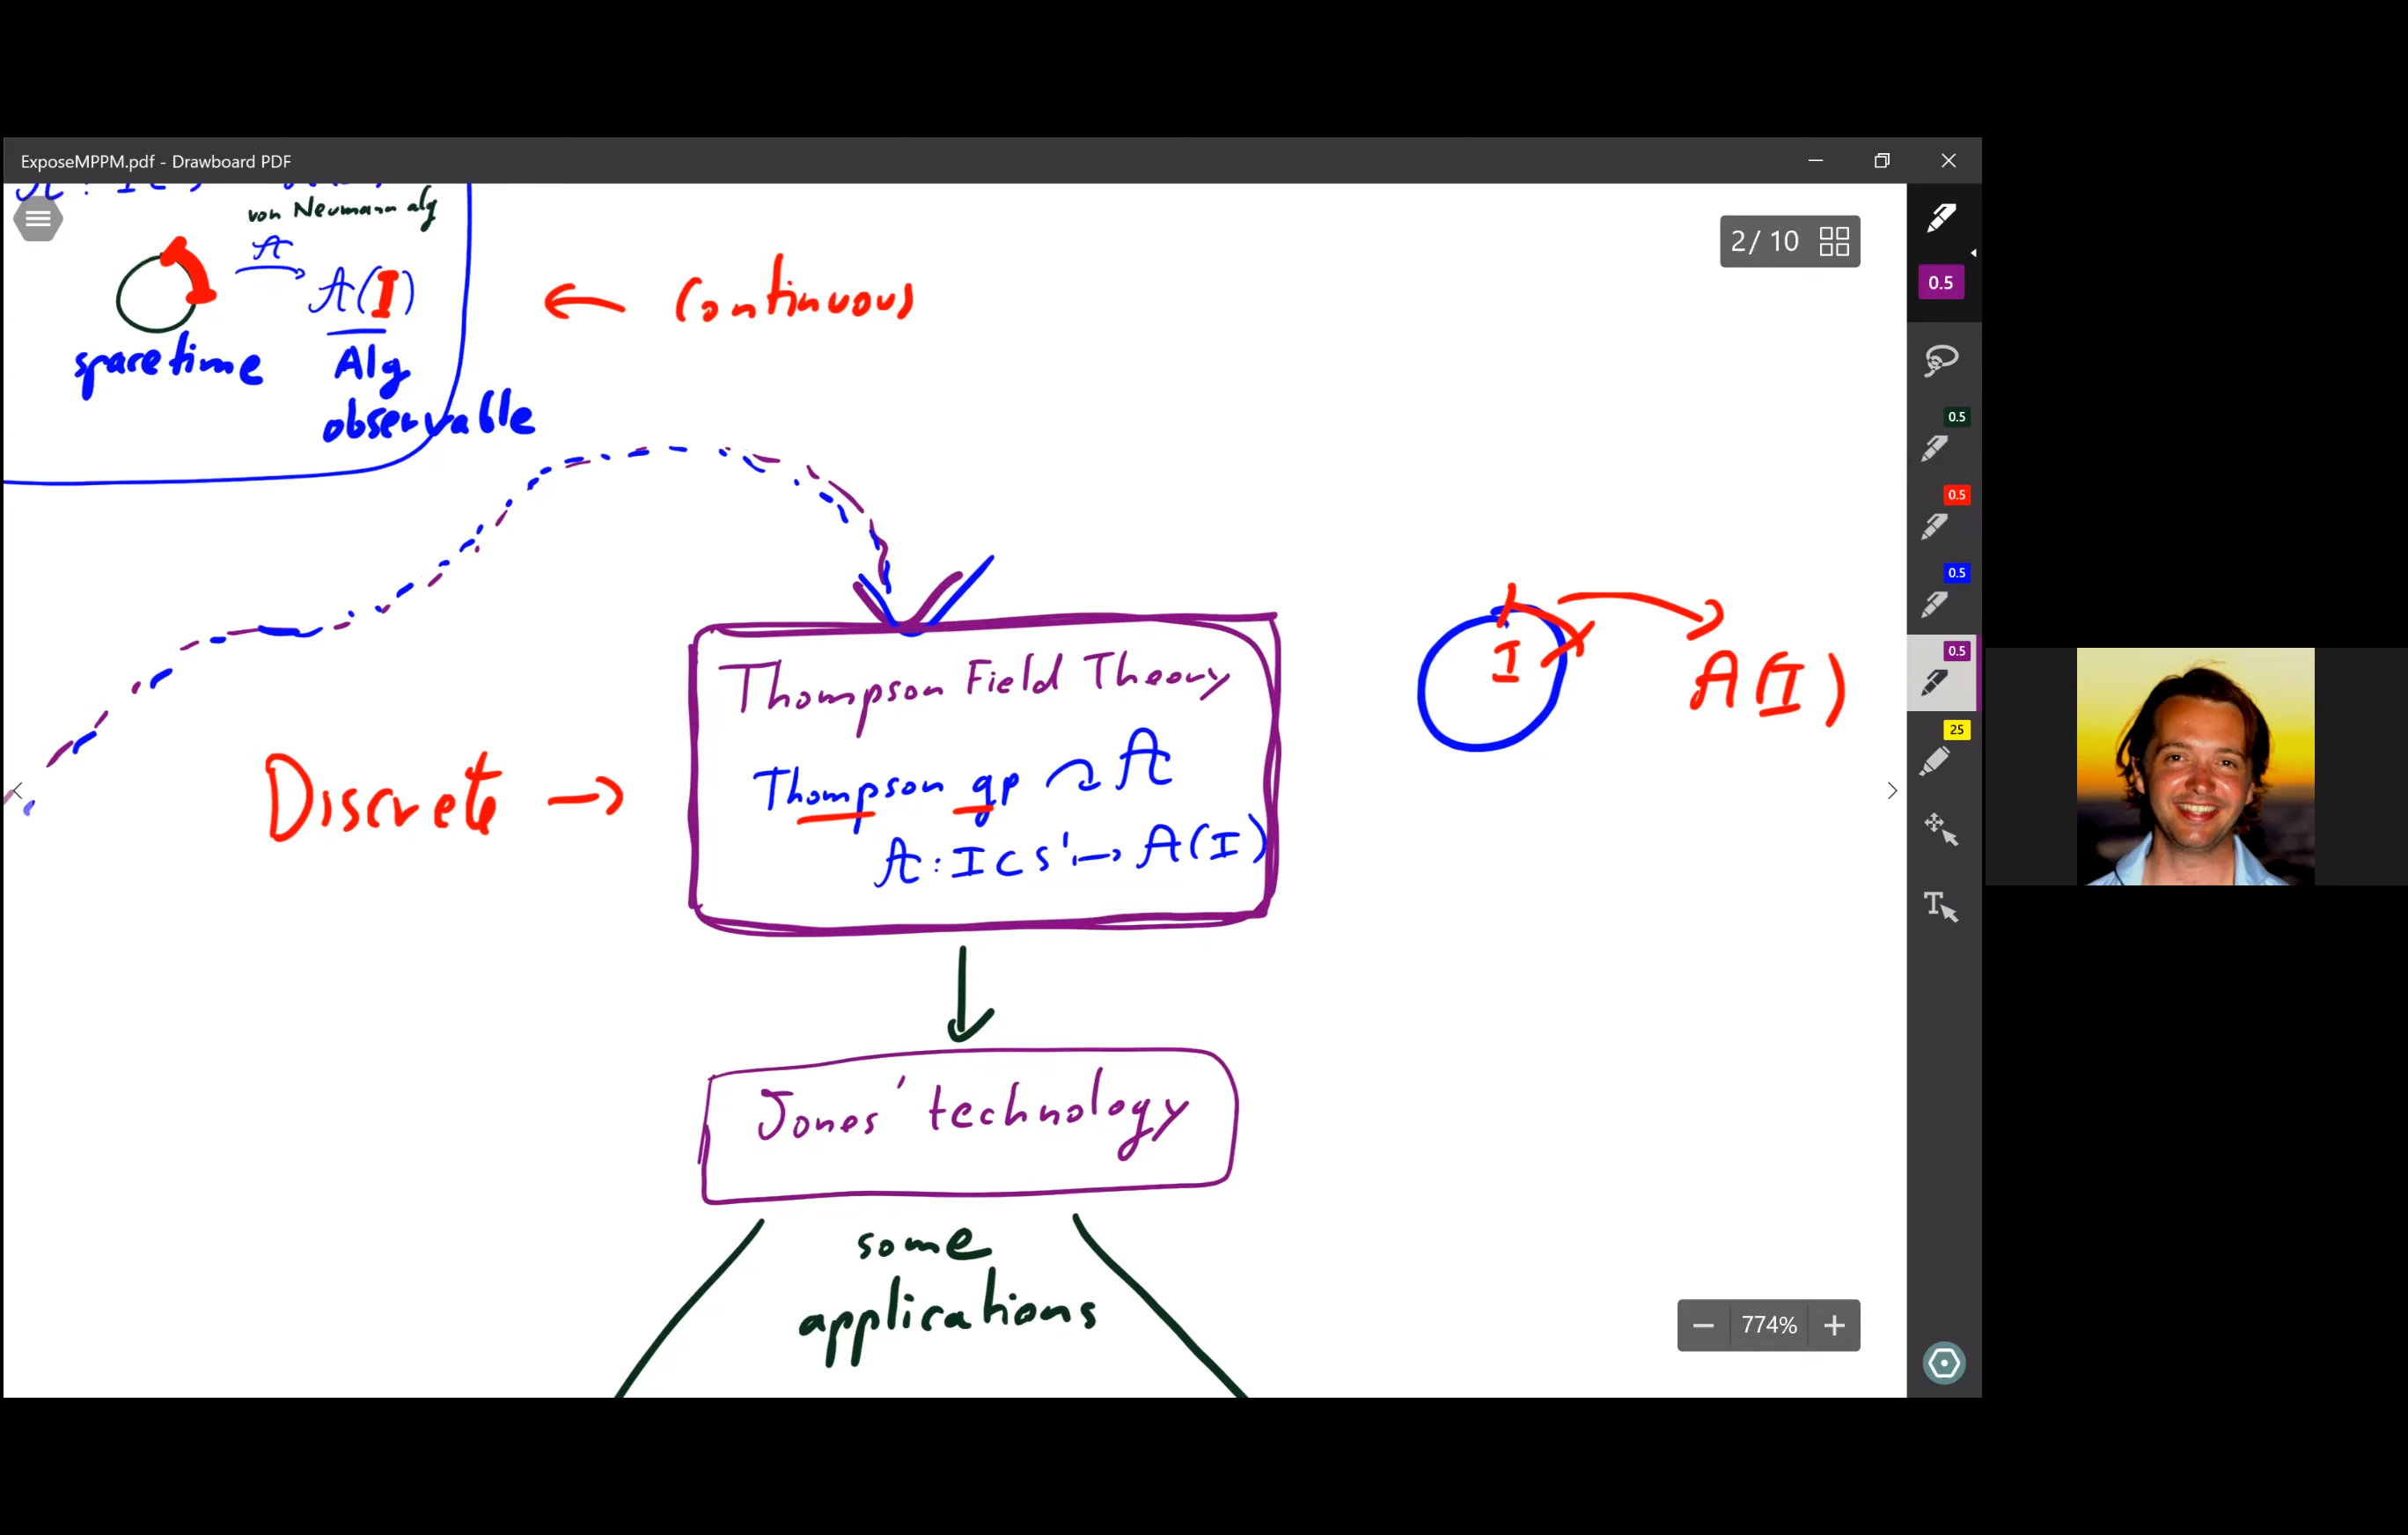 ExposeMPPM.pdf - Drawboard PDF
von Neumann alg
A
A(I)
spacetime
Alg
observable
← Continuous
2 / 10
0.5
0.5
0.5
0.5
0.5
25
Thompson Field Theory
Thompson gp ↷ A
A : I ⊂ S¹ ↦ A(I)
Discrete →
I
A(I)
Jones' technology
some
applications
774%